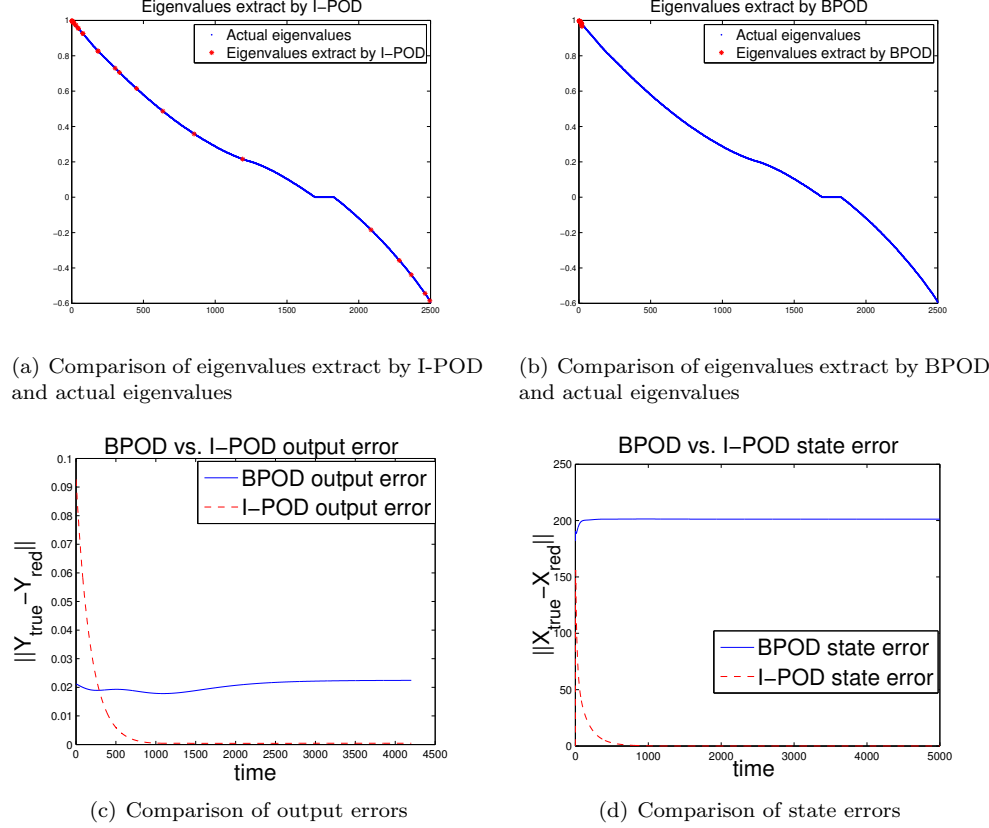 Eigenvalues extract by I-POD
1
0.8
0.6
0.4
0.2
0
-0.2
-0.4
-0.6
0
500
1000
1500
2000
2500
Actual eigenvalues
Eigenvalues extract by I-POD
Eigenvalues extract by BPOD
1
0.8
0.6
0.4
0.2
0
-0.2
-0.4
-0.6
0
500
1000
1500
2000
2500
Actual eigenvalues
Eigenvalues extract by BPOD
(a) Comparison of eigenvalues extract by I-POD
and actual eigenvalues
(b) Comparison of eigenvalues extract by BPOD
and actual eigenvalues
BPOD vs. I-POD output error
0.1
0.09
0.08
0.07
0.06
0.05
0.04
0.03
0.02
0.01
0
||Y_true-Y_red||
0
500
1000
1500
2000
2500
3000
3500
4000
4500
time
BPOD output error
I-POD output error
BPOD vs. I-POD state error
250
200
150
100
50
0
||X_true-X_red||
0
1000
2000
3000
4000
5000
time
BPOD state error
I-POD state error
(c) Comparison of output errors
(d) Comparison of state errors